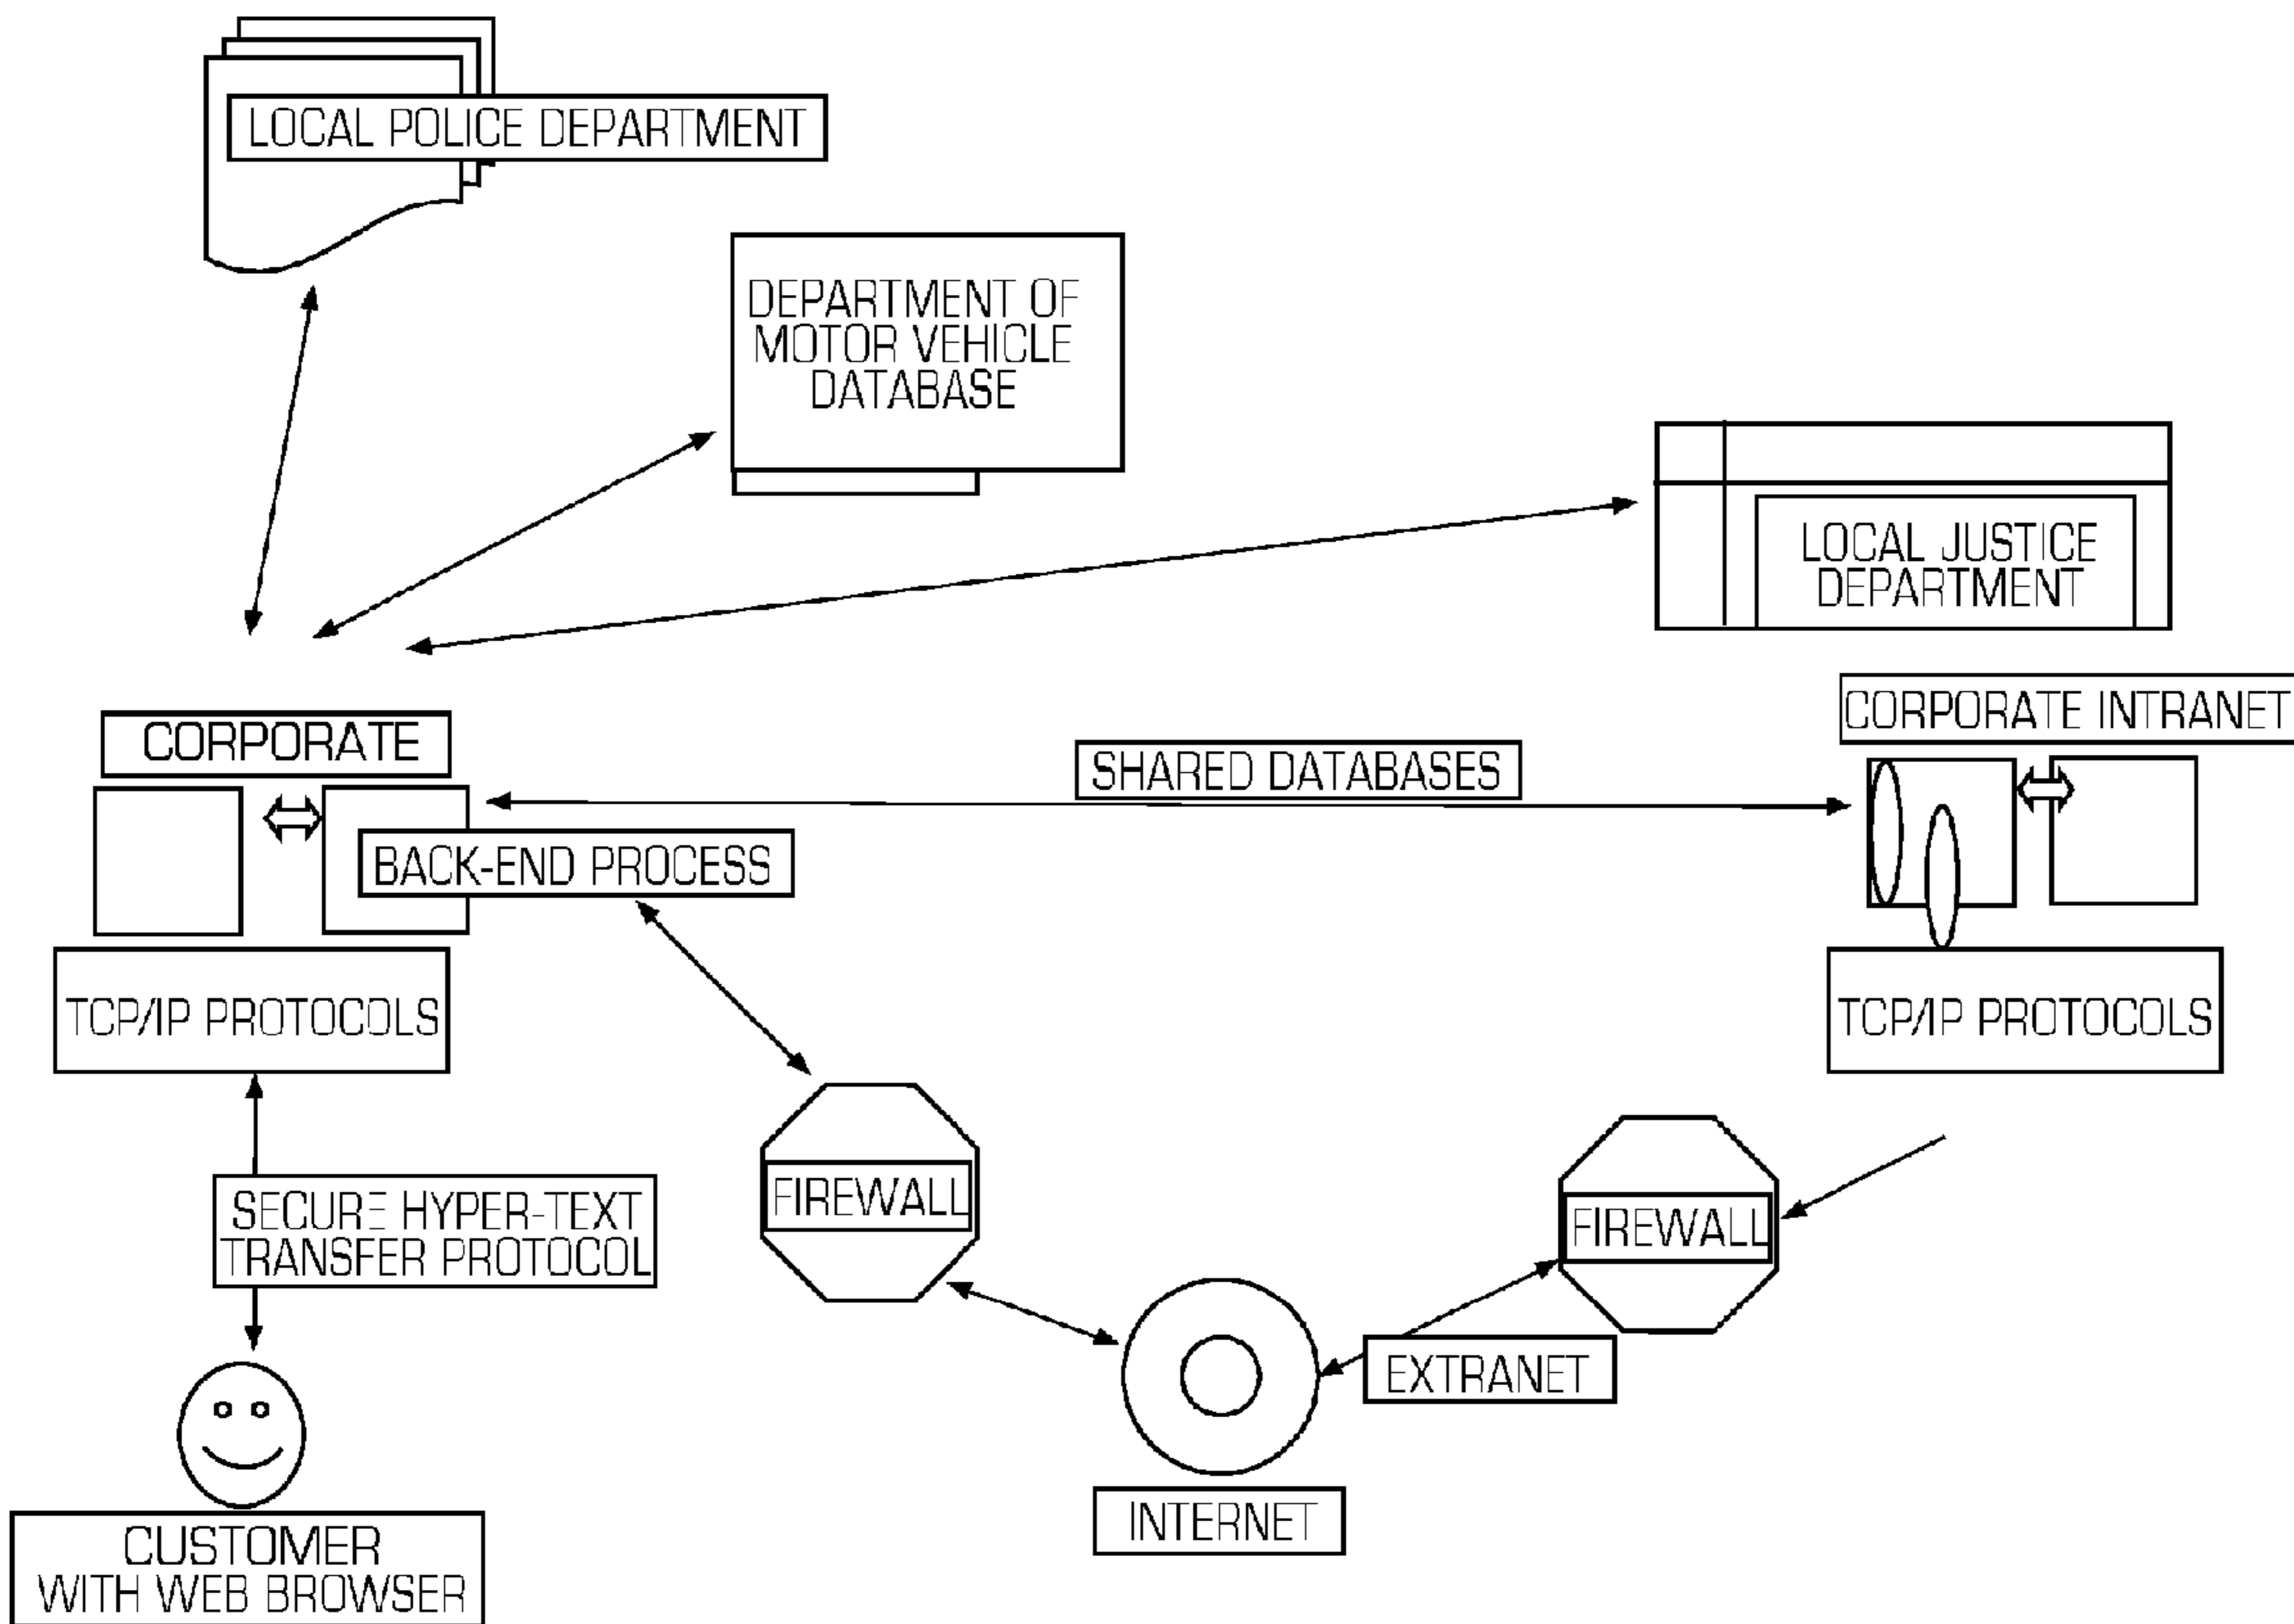 LOCAL POLICE DEPARTMENT
DEPARTMENT OF
MOTOR VEHICLE
DATABASE
LOCAL JUSTICE
DEPARTMENT
CORPORATE INTRANET
CORPORATE
SHARED DATABASES
BACK-END PROCESS
TCP/IP PROTOCOLS
TCP/IP PROTOCOLS
FIREWALL
FIREWALL
SECURE HYPER-TEXT
TRANSFER PROTOCOL
EXTRANET
INTERNET
CUSTOMER
WITH WEB BROWSER